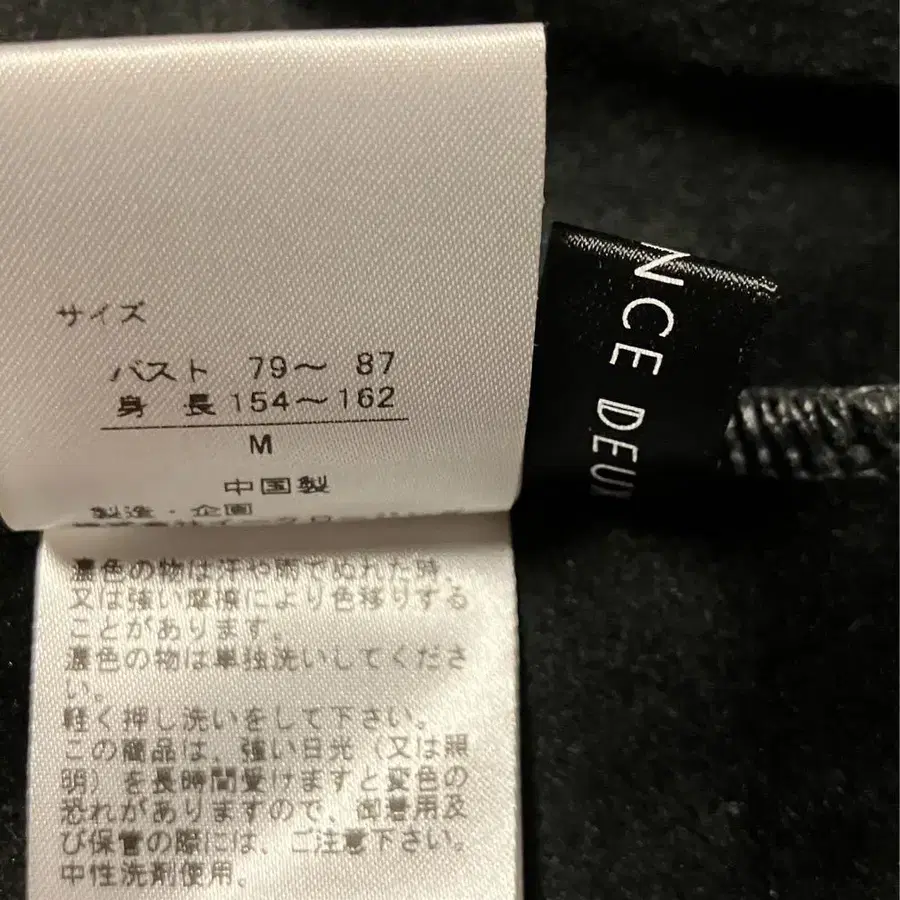 サイズ
バスト 79〜 87
身 長 154〜162
M
中国製
製造・企画
NCE DEUX
濃色の物は汗や雨でぬれた時、
又は強い摩擦により色移りする
ことがあります。
濃色の物は単独洗いしてくださ
い。
軽く押し洗いをして下さい。
この商品は、強い日光（又は照
明）を長時間受けますと変色の
恐れがありますので、御着用及
び保管の際には、ご注意下さい。
中性洗剤使用。